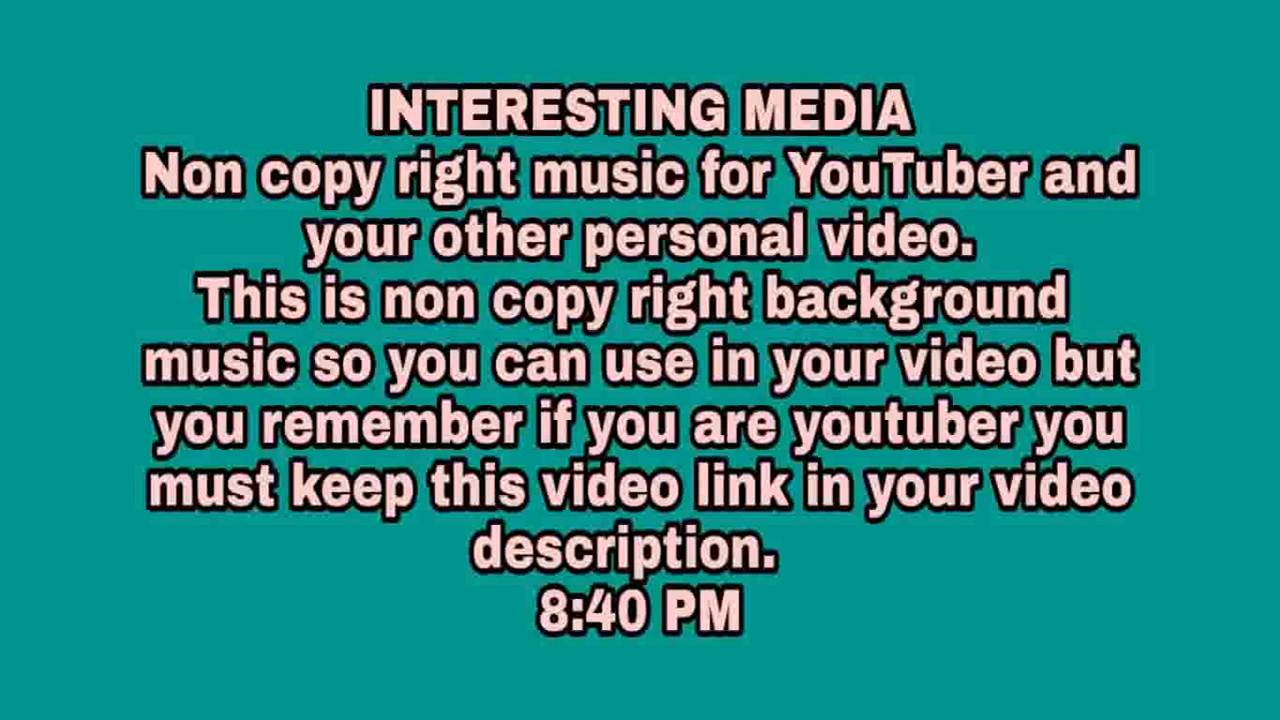 INTERESTING MEDIA
Non copy right music for YouTuber and
your other personal video.
This is non copy right background
music so you can use in your video but
you remember if you are youtuber you
must keep this video link in your video
description.
8:40 PM